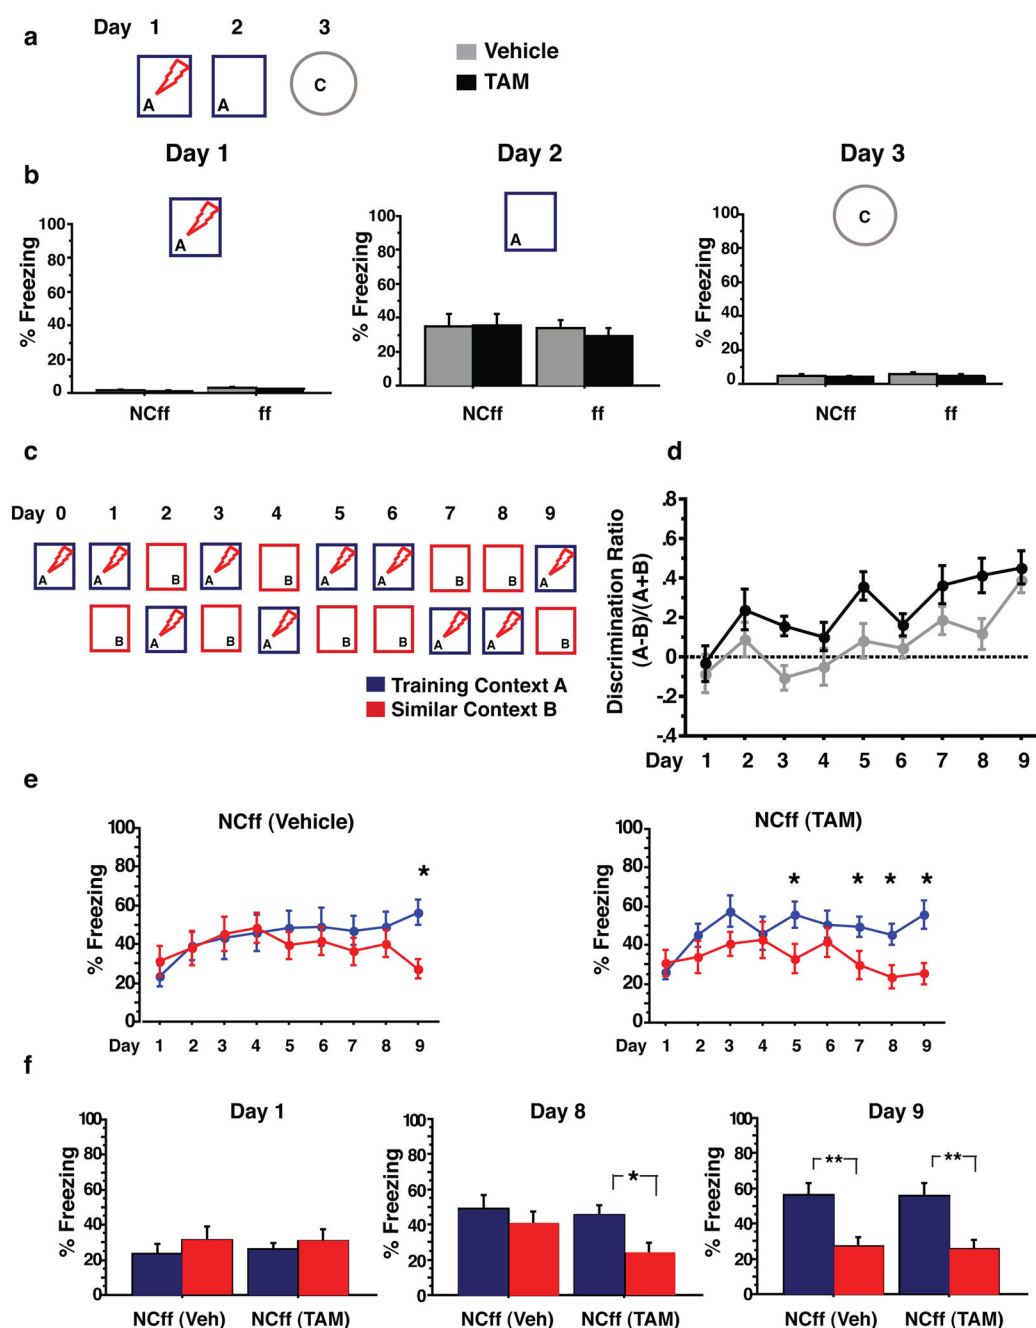 a
Day 1 2 3
A A C
Vehicle
TAM
b
Day 1 Day 2 Day 3
A A C
% Freezing
100
80
60
40
20
0
NCff ff
% Freezing
100
80
60
40
20
0
NCff ff
% Freezing
100
80
60
40
20
0
NCff ff
c
Day 0 1 2 3 4 5 6 7 8 9
A A B A B A A B B A
B A B A B B A A B
Training Context A
Similar Context B
d
Discrimination Ratio
(A-B)/(A+B)
.8
.6
.4
.2
0
-.2
-.4
Day 1 2 3 4 5 6 7 8 9
e
NCff (Vehicle)
% Freezing
100
80
60
40
20
0
*
Day 1 2 3 4 5 6 7 8 9
NCff (TAM)
% Freezing
100
80
60
40
20
0
* * * *
Day 1 2 3 4 5 6 7 8 9
f
Day 1
% Freezing
100
80
60
40
20
0
NCff (Veh) NCff (TAM)
Day 8
% Freezing
100
80
60
40
20
0
*
NCff (Veh) NCff (TAM)
Day 9
% Freezing
100
80
60
40
20
0
** **
NCff (Veh) NCff (TAM)